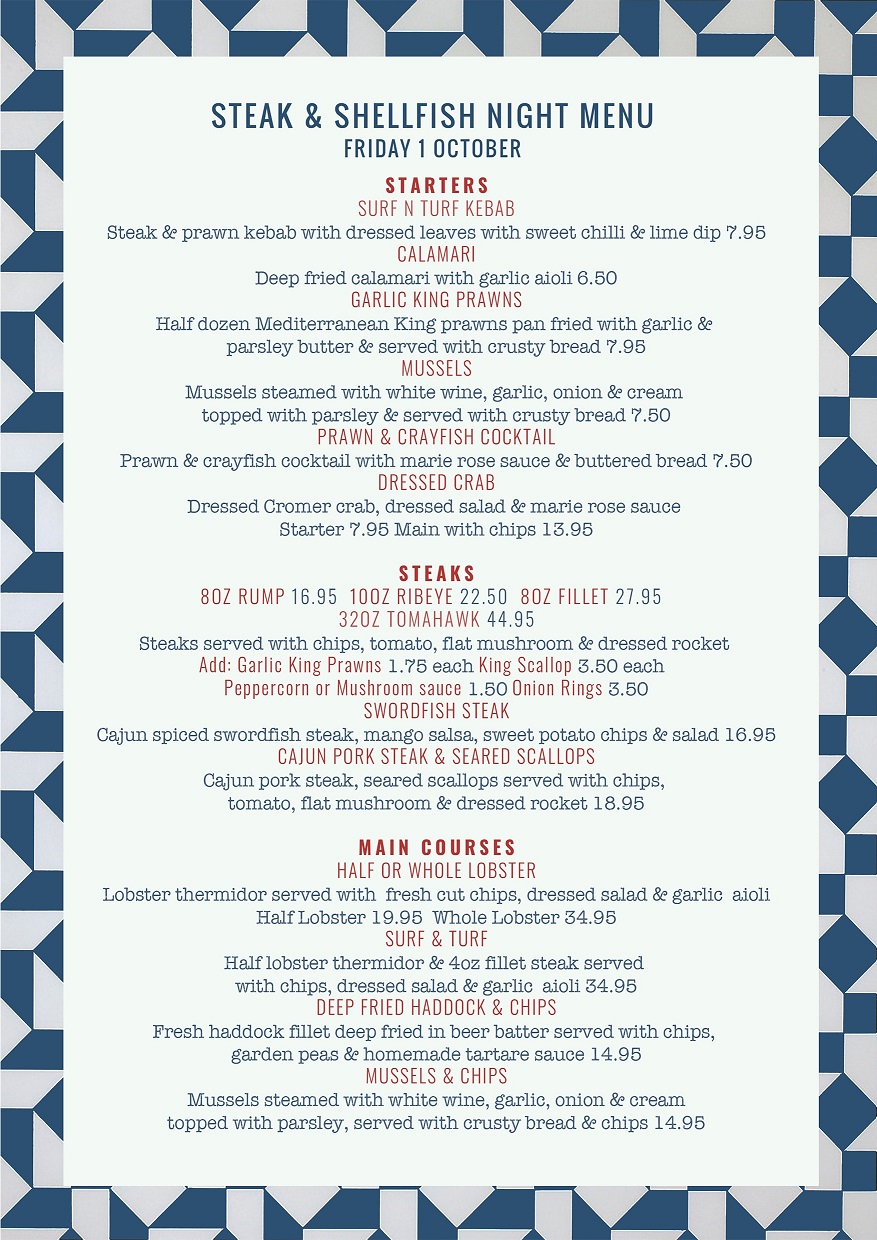 STEAK & SHELLFISH NIGHT MENU
FRIDAY 1 OCTOBER
STARTERS
SURF N TURF KEBAB
Steak & prawn kebab with dressed leaves with sweet chilli & lime dip 7.95
CALAMARI
Deep fried calamari with garlic aioli 6.50
GARLIC KING PRAWNS
Half dozen Mediterranean King prawns pan fried with garlic &
parsley butter & served with crusty bread 7.95
MUSSELS
Mussels steamed with white wine, garlic, onion & cream
topped with parsley & served with crusty bread 7.50
PRAWN & CRAYFISH COCKTAIL
Prawn & crayfish cocktail with marie rose sauce & buttered bread 7.50
DRESSED CRAB
Dressed Cromer crab, dressed salad & marie rose sauce
Starter 7.95 Main with chips 13.95
STEAKS
8OZ RUMP 16.95 10OZ RIBEYE 22.50 8OZ FILLET 27.95
32OZ TOMAHAWK 44.95
Steaks served with chips, tomato, flat mushroom & dressed rocket
Add: Garlic King Prawns 1.75 each King Scallop 3.50 each
Peppercorn or Mushroom sauce 1.50 Onion Rings 3.50
SWORDFISH STEAK
Cajun spiced swordfish steak, mango salsa, sweet potato chips & salad 16.95
CAJUN PORK STEAK & SEARED SCALLOPS
Cajun pork steak, seared scallops served with chips,
tomato, flat mushroom & dressed rocket 18.95
MAIN COURSES
HALF OR WHOLE LOBSTER
Lobster thermidor served with fresh cut chips, dressed salad & garlic aioli
Half Lobster 19.95 Whole Lobster 34.95
SURF & TURF
Half lobster thermidor & 4oz fillet steak served
with chips, dressed salad & garlic aioli 34.95
DEEP FRIED HADDOCK & CHIPS
Fresh haddock fillet deep fried in beer batter served with chips,
garden peas & homemade tartare sauce 14.95
MUSSELS & CHIPS
Mussels steamed with white wine, garlic, onion & cream
topped with parsley, served with crusty bread & chips 14.95